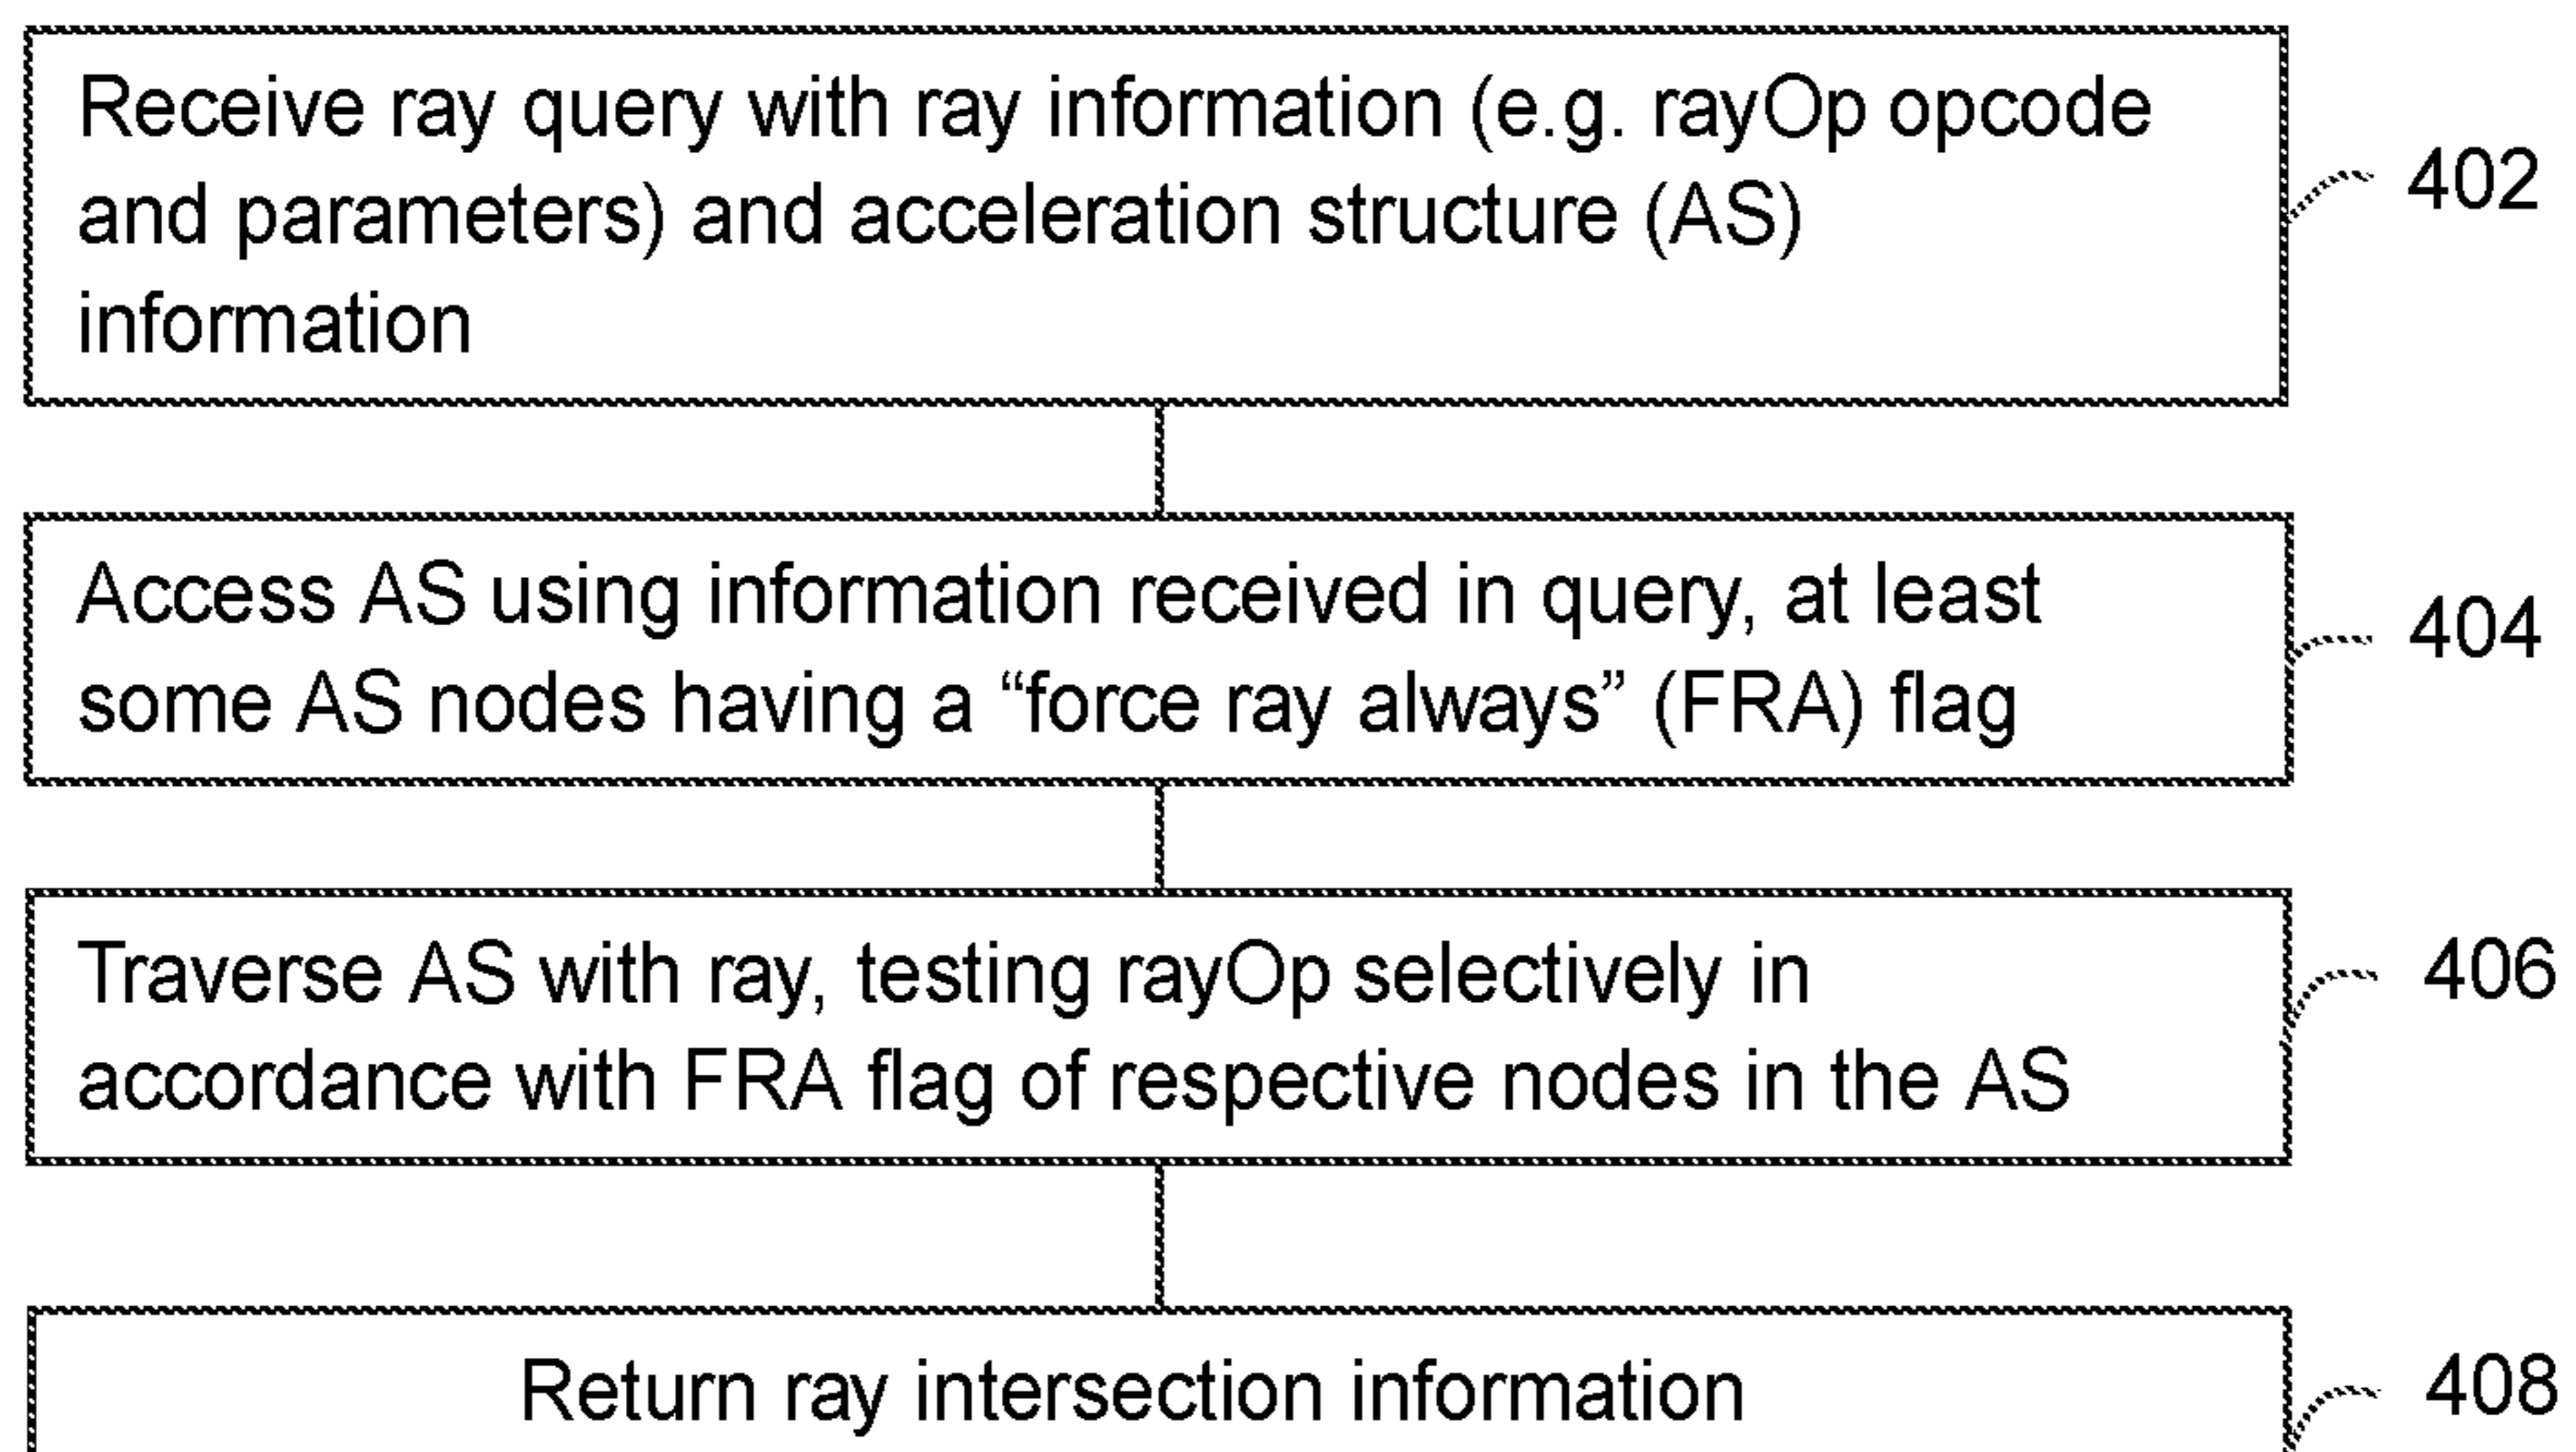 Receive ray query with ray information (e.g. rayOp opcode
and parameters) and acceleration structure (AS)
information
402
Access AS using information received in query, at least
some AS nodes having a “force ray always” (FRA) flag
404
Traverse AS with ray, testing rayOp selectively in
accordance with FRA flag of respective nodes in the AS
406
Return ray intersection information
408